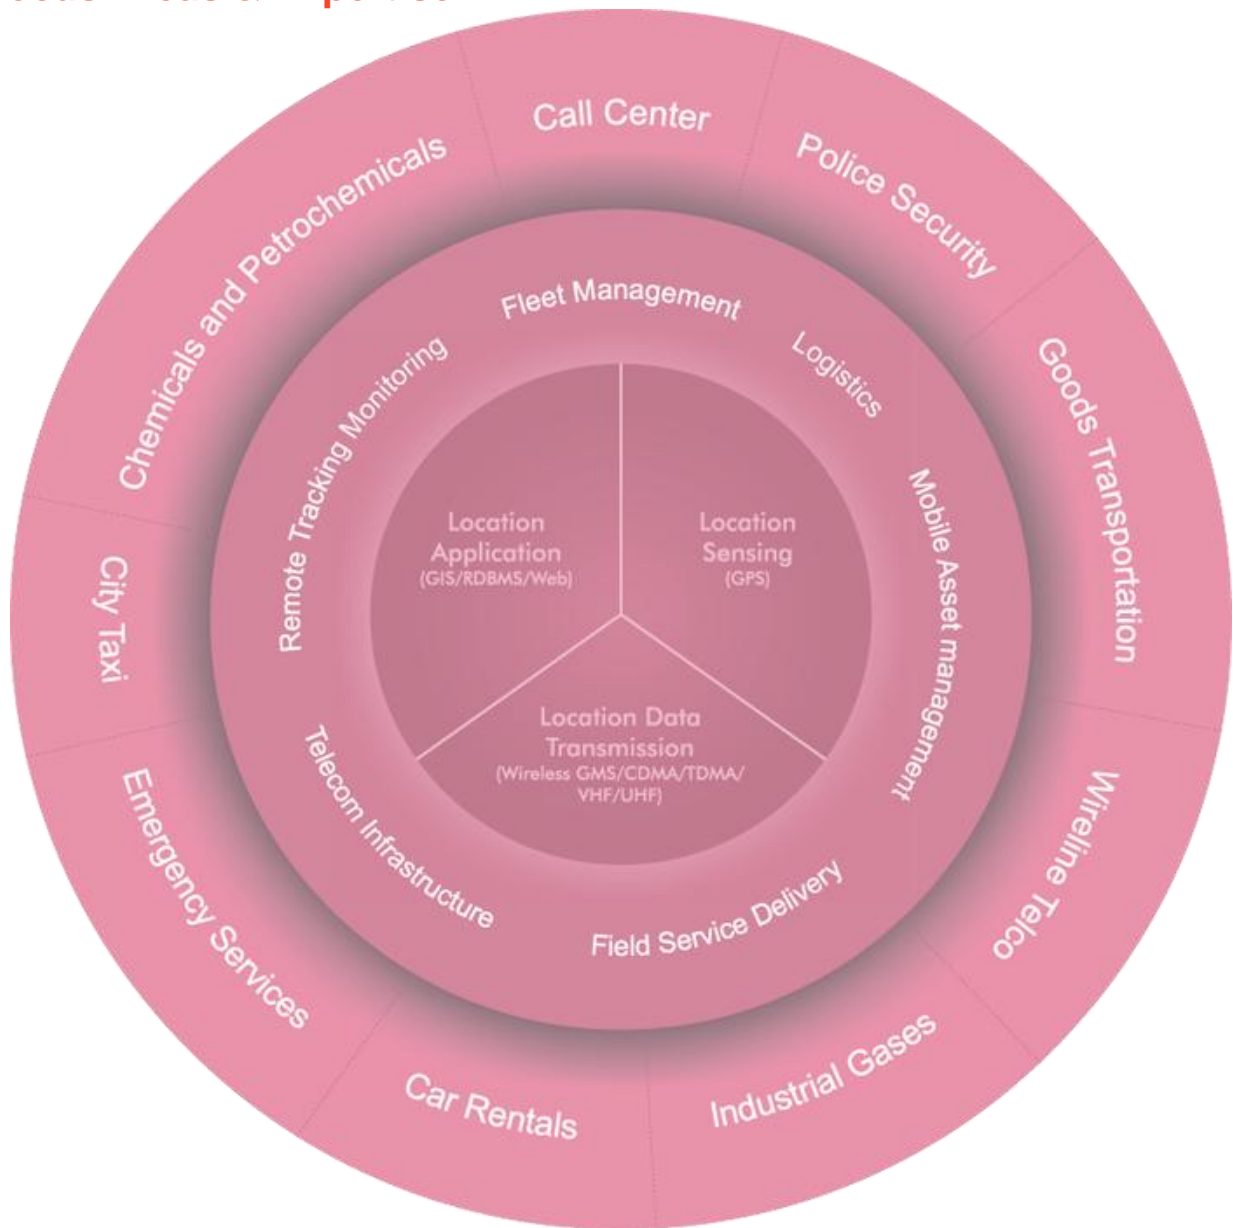 Call Center
Police Security
Goods Transportation
Wireline Telco
Industrial Gases
Car Rentals
Emergency Services
City Taxi
Chemicals and Petrochemicals
Fleet Management
Logistics
Mobile Asset management
Field Service Delivery
Telecom Infrastructure
Remote Tracking Monitoring
Location
Application
(GIS/RDBMS/Web)
Location
Sensing
(GPS)
Location Data
Transmission
(Wireless GMS/CDMA/TDMA/
VHF/UHF)